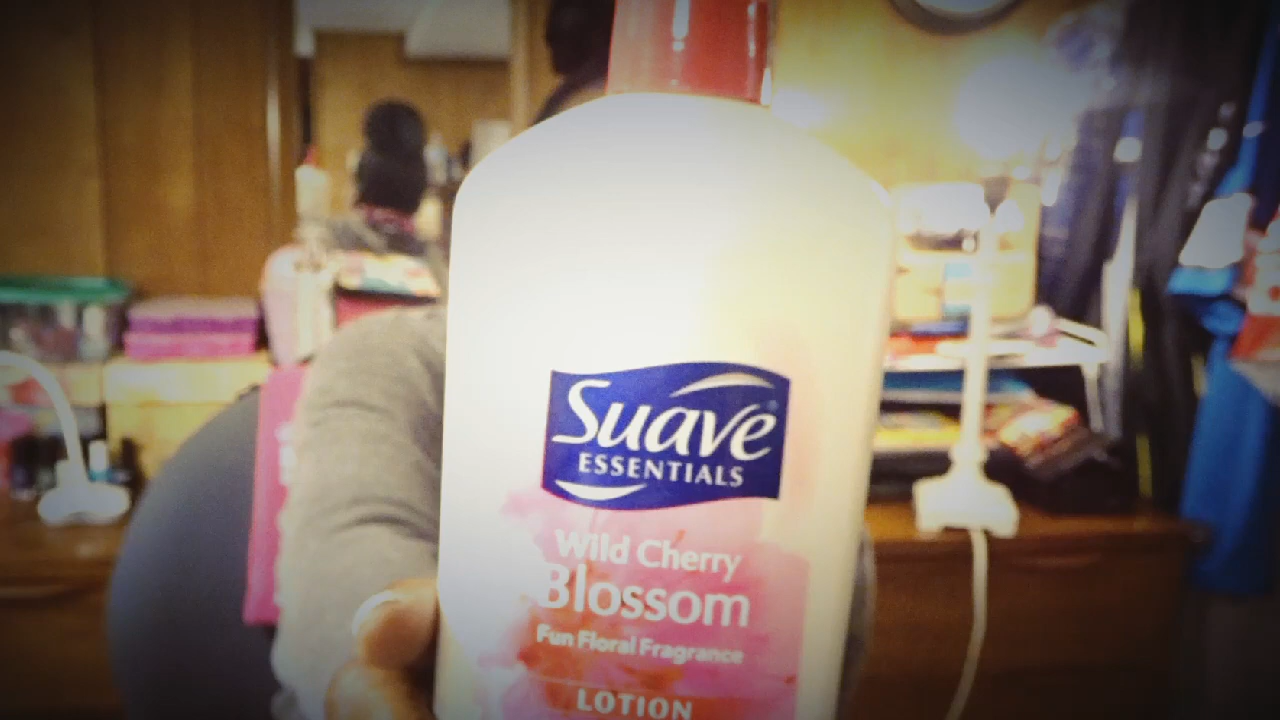 Suave
ESSENTIALS
Wild Cherry
Blossom
Fun Floral Fragrance
LOTION